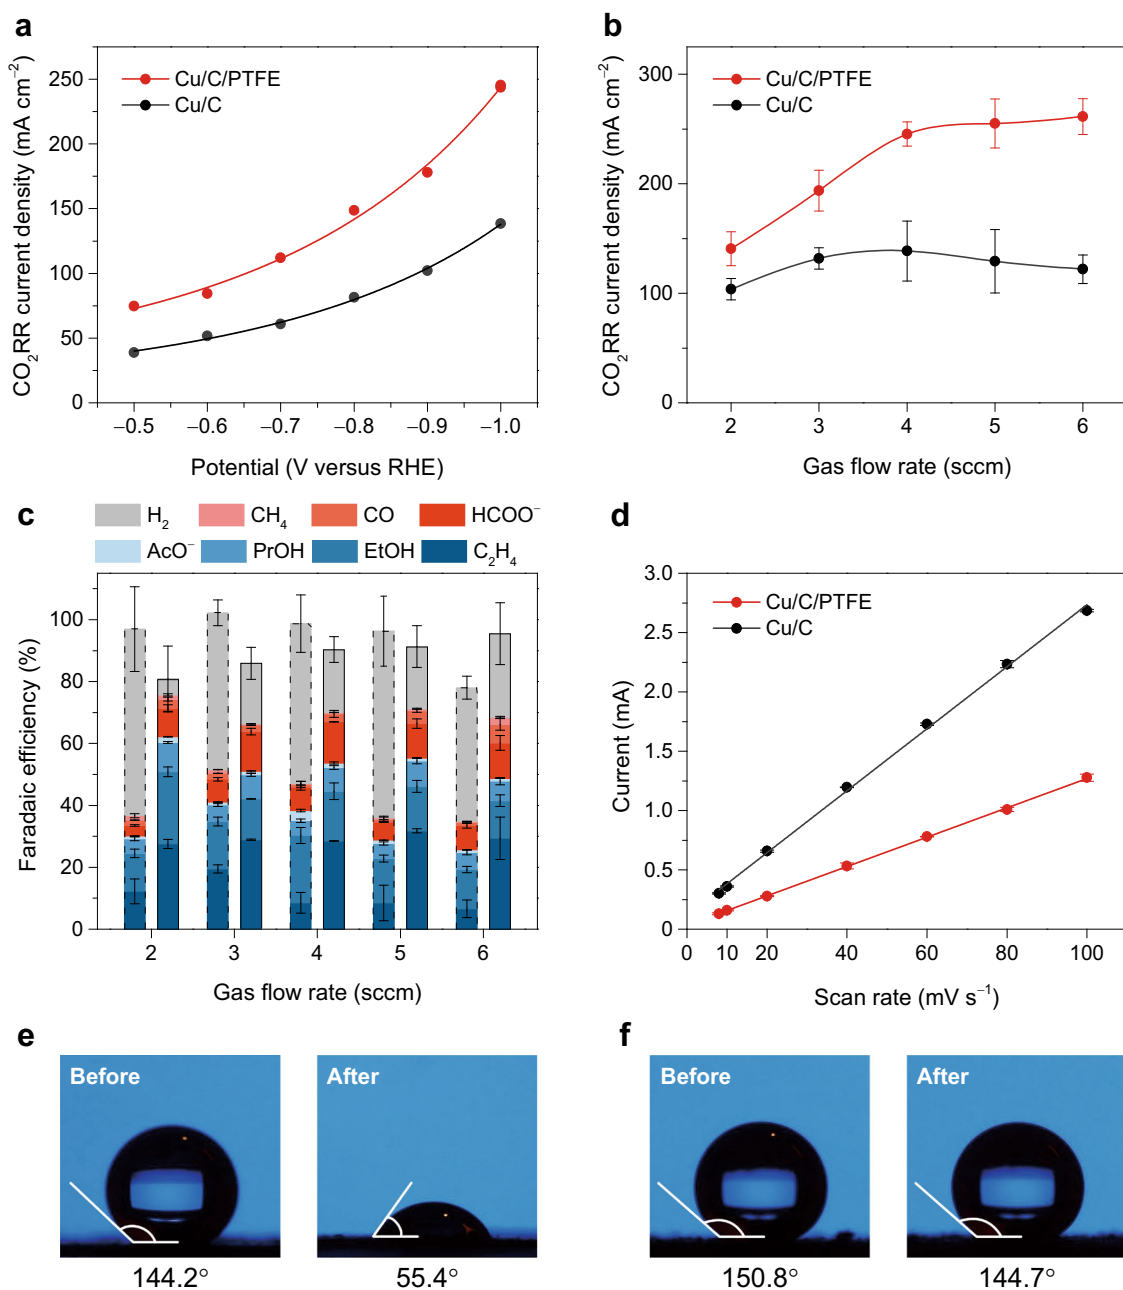 a
CO₂RR current density (mA cm⁻²)
250
200
150
100
50
0
Cu/C/PTFE
Cu/C
−0.5 −0.6 −0.7 −0.8 −0.9 −1.0
Potential (V versus RHE)
b
CO₂RR current density (mA cm⁻²)
300
200
100
0
Cu/C/PTFE
Cu/C
2 3 4 5 6
Gas flow rate (sccm)
c
H₂ CH₄ CO HCOO⁻
AcO⁻ PrOH EtOH C₂H₄
Faradaic efficiency (%)
100
80
60
40
20
0
2 3 4 5 6
Gas flow rate (sccm)
d
Current (mA)
3.0
2.5
2.0
1.5
1.0
0.5
0
Cu/C/PTFE
Cu/C
0 10 20 40 60 80 100
Scan rate (mV s⁻¹)
e
Before
144.2°
After
55.4°
f
Before
150.8°
After
144.7°